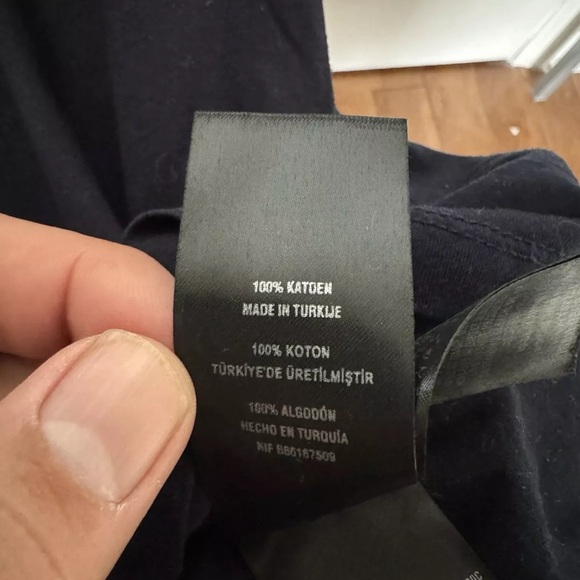 100% KATOEN
MADE IN TURKIJE
100% KOTON
TÜRKİYE'DE ÜRETİLMİŞTİR
100% ALGODÓN
HECHO EN TURQUÍA
NIF B60167509